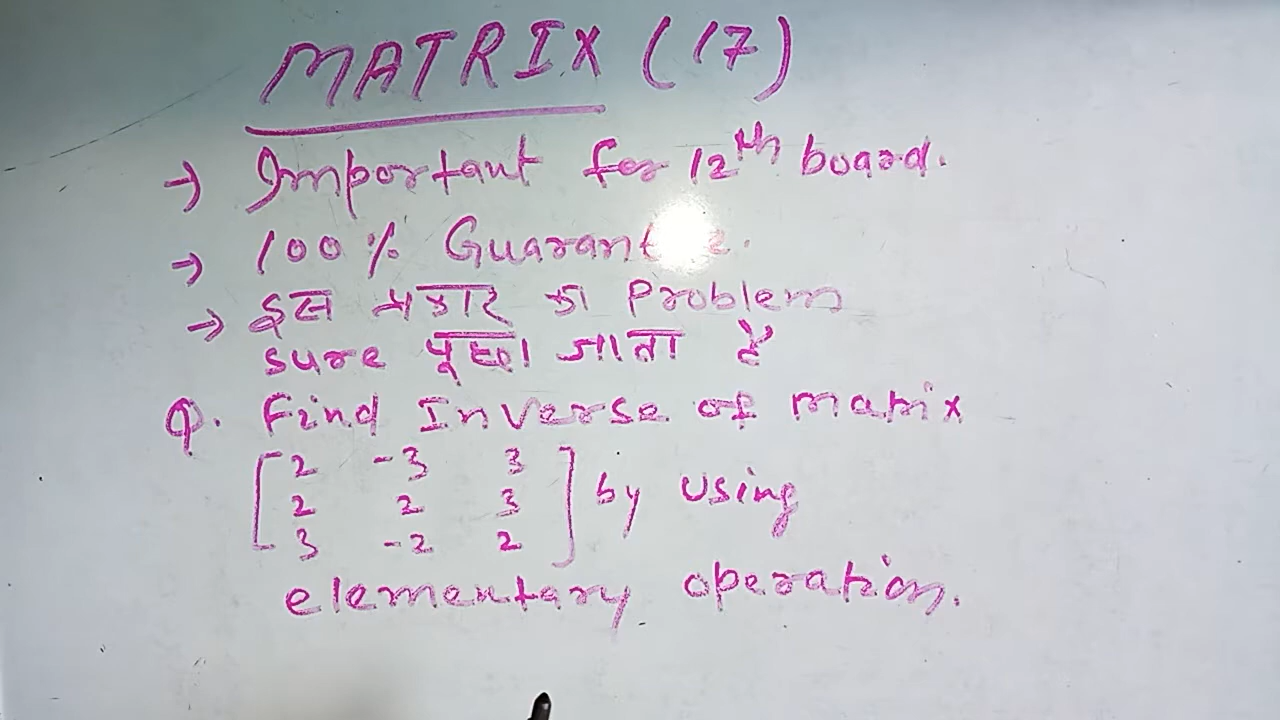 MATRIX (17)
→ Important for 12th board.
→ 100% Guarant e.
→ इस प्रकार का Problem
sure पूछा जाता है
Q. Find Inverse of matrix
[2 -3 3
2 2 3
3 -2 2] by using
elementary operation.